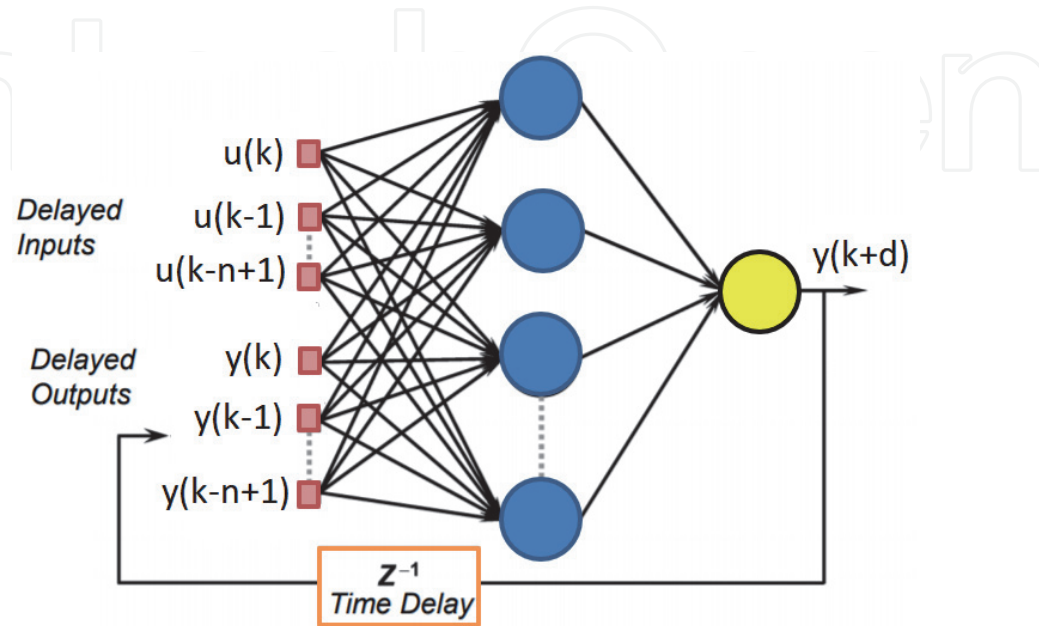 u(k)
u(k-1)
u(k-n+1)
Delayed
Inputs
y(k)
y(k-1)
y(k-n+1)
Delayed
Outputs
y(k+d)
Z⁻¹
Time Delay